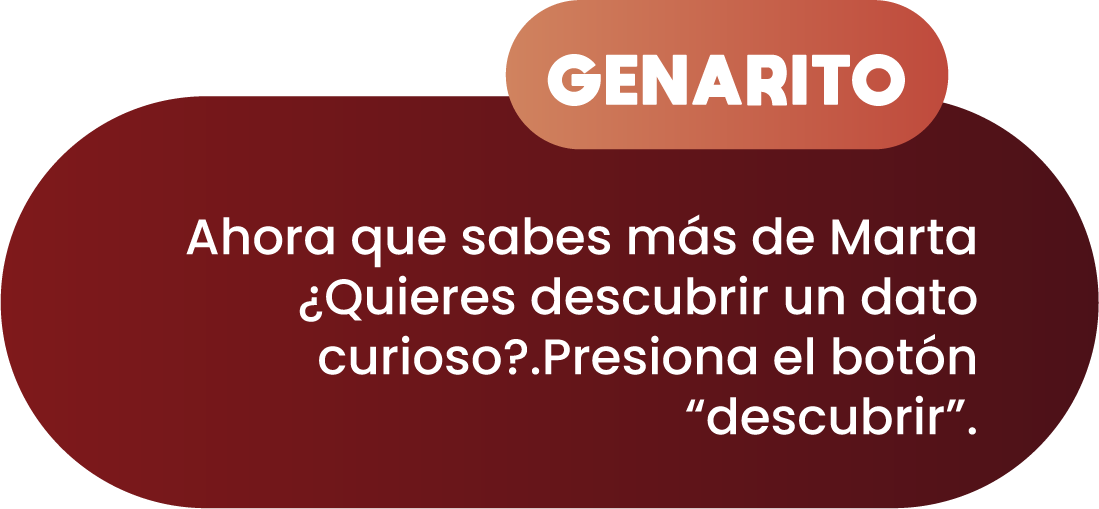 GENARITO
Ahora que sabes más de Marta
¿Quieres descubrir un dato
curioso?.Presiona el botón
“descubrir”.